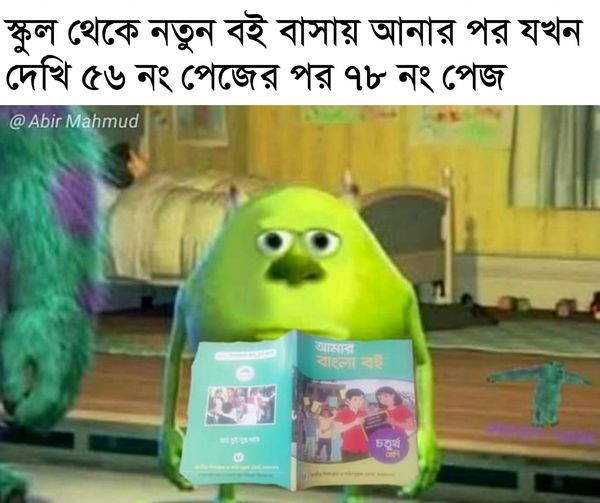 স্কুল থেকে নতুন বই বাসায় আনার পর যখন
দেখি ৫৬ নং পেজের পর ৭৮ নং পেজ
@ Abir Mahmud
আমার
বাংলা বই
চতুর্থ
শ্রেণি